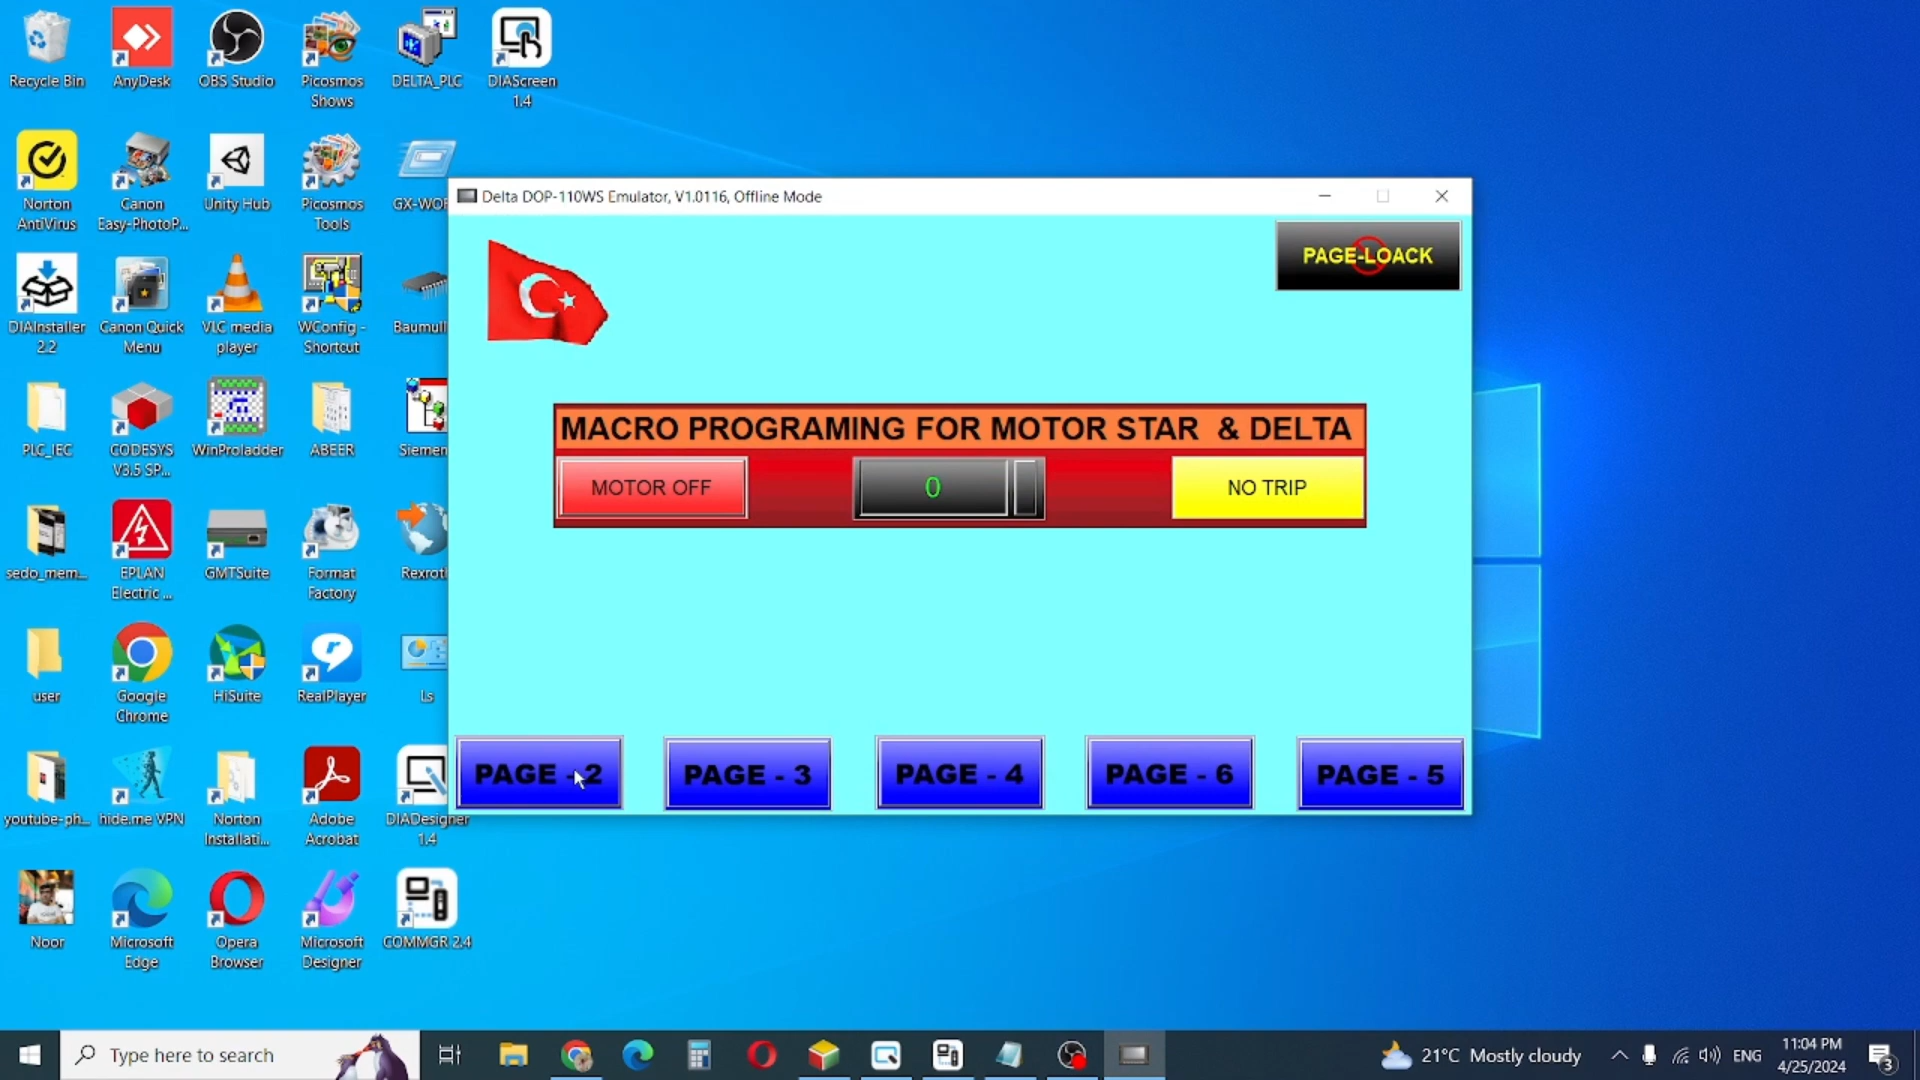 Recycle Bin
AnyDesk
OBS Studio
Picosmos
Shows
DELTA_PLC
DIAScreen
1.4
Norton
AntiVirus
Canon
Easy-PhotoP...
Unity Hub
Picosmos
Tools
GX-WO
DIAInstaller
2.2
Canon Quick
Menu
VLC media
player
WConfig -
Shortcut
Baumull
PLC_IEC
CODESYS
V3.5 SP...
WinProladder
ABEER
Siemen
sedo_mem...
EPLAN
Electric ...
GMTSuite
Format
Factory
Rexrot
user
Google
Chrome
HiSuite
RealPlayer
Ls
youtube-ph...
hide.me VPN
Norton
Installati...
Adobe
Acrobat
DIADesigner
1.4
Noor
Microsoft
Edge
Opera
Browser
Microsoft
Designer
COMMGR 2.4
Delta DOP-110WS Emulator, V1.0116, Offline Mode
PAGE-LOACK
MACRO PROGRAMING FOR MOTOR STAR & DELTA
MOTOR OFF
0
NO TRIP
PAGE - 2
PAGE - 3
PAGE - 4
PAGE - 6
PAGE - 5
Type here to search
21°C Mostly cloudy
ENG
11:04 PM
4/25/2024
3